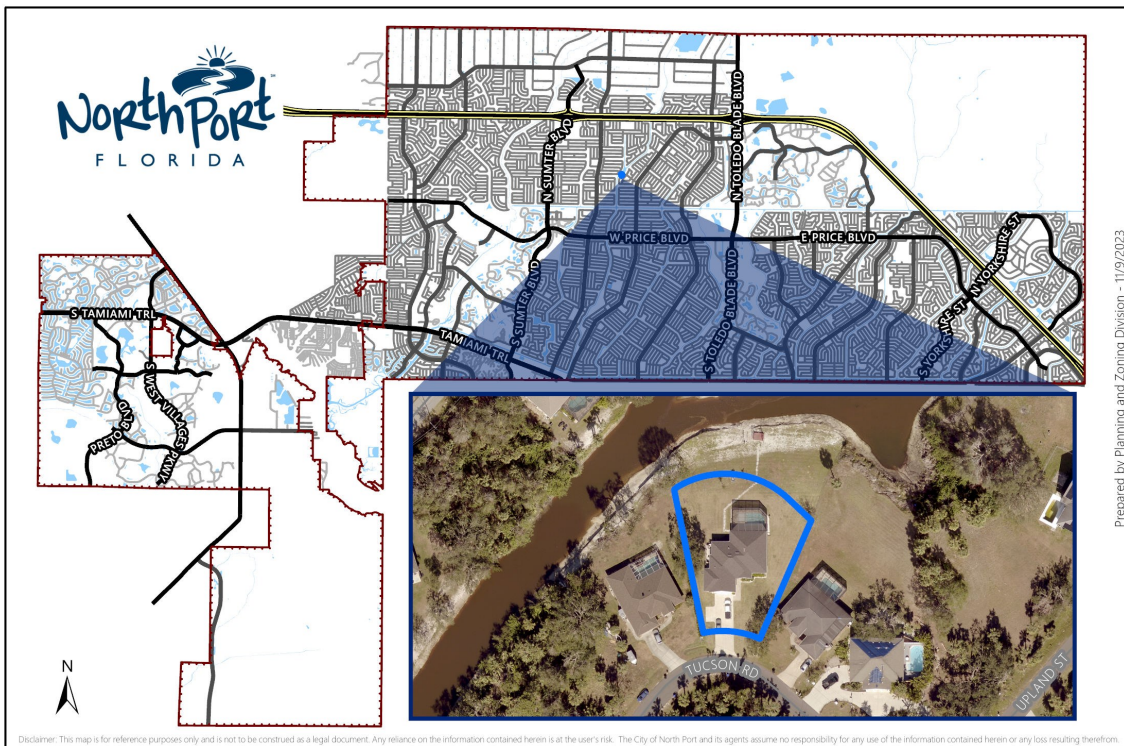 NorthPort
FLORIDA
N SUMTER BLVD
N TOLEDO BLADE BLVD
W PRICE BLVD
E PRICE BLVD
N YORKSHIRE ST
S YORKSHIRE ST
S SUMTER BLVD
S TOLEDO BLADE BLVD
S TAMIAMI TRL
TAMIAMI TRL
S WEST VILLAGES PKWY
PRETO BLVD
TUCSON RD
UPLAND ST
N
Prepared by Planning and Zoning Division - 11/9/2023
Disclaimer: This map is for reference purposes only and is not to be construed as a legal document. Any reliance on the information contained herein is at the user's risk. The City of North Port and its agents assume no responsibility for any use of the information contained herein or any loss resulting therefrom.